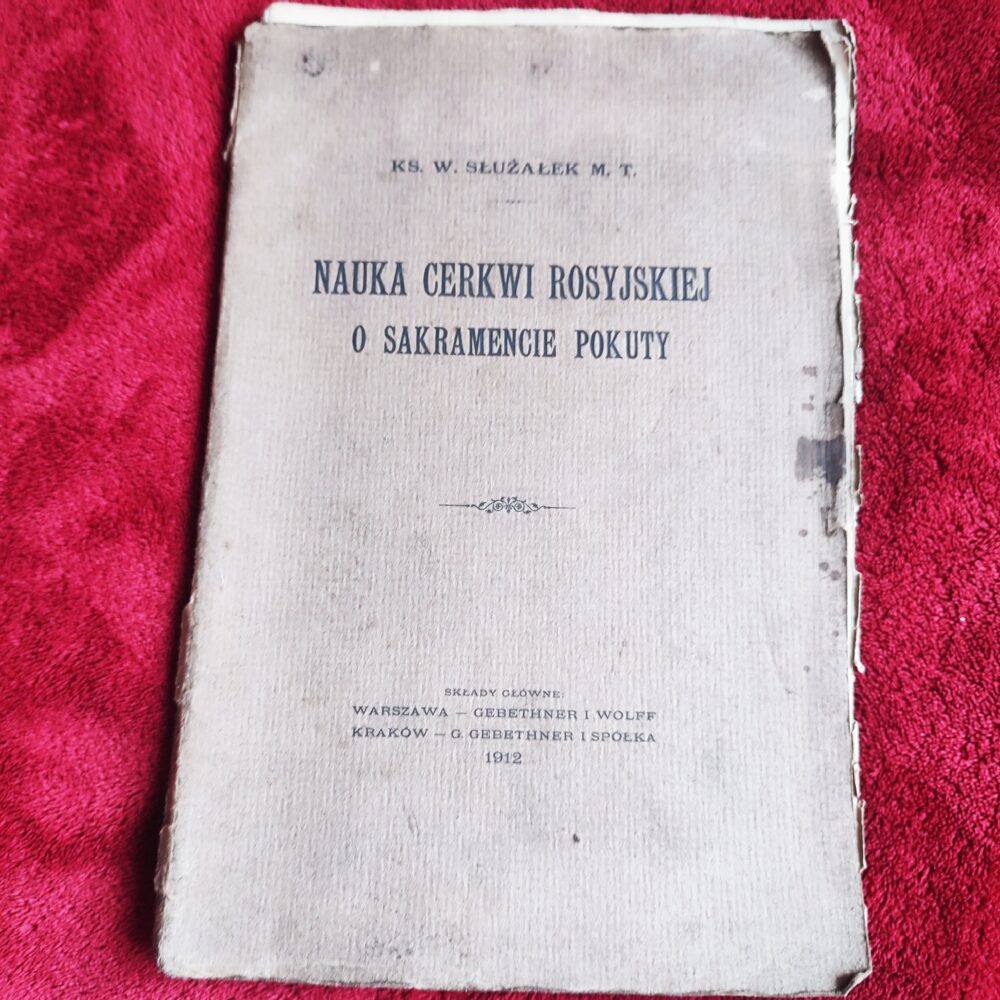 KS. W. SŁUŻAŁEK M. T.
NAUKA CERKWI ROSYJSKIEJ
O SAKRAMENCIE POKUTY
SKŁADY GŁÓWNE:
WARSZAWA – GEBETHNER I WOLFF
KRAKÓW – G. GEBETHNER I SPÓŁKA
1912